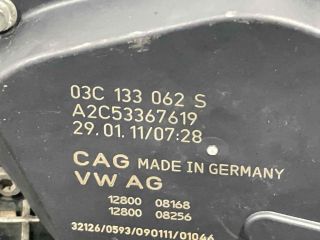 03C 133 062 S
A2C53367619
29.01.11/07:28
CAG MADE IN GERMANY
VW AG
12800 08168
12800 08256
32126/0593/090111/01046